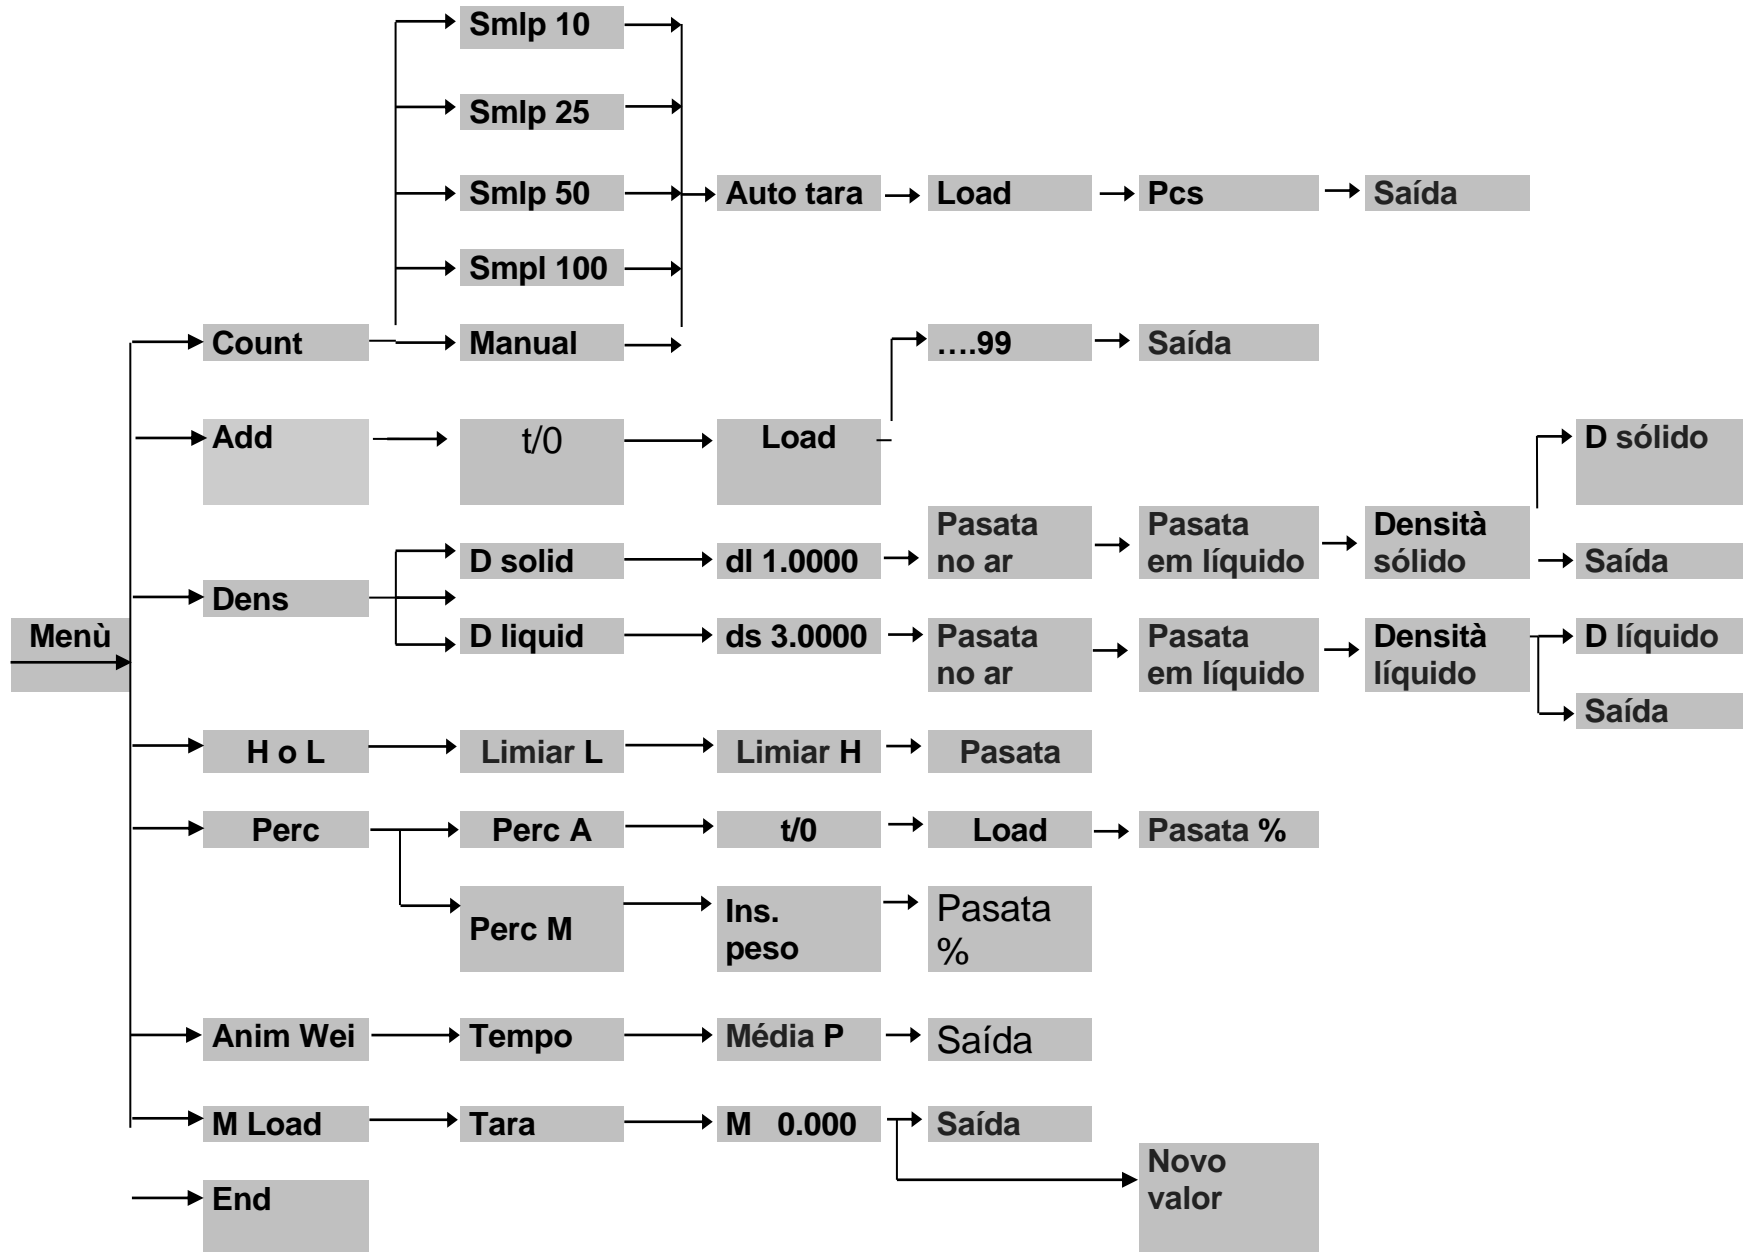 Smlp 10
Smlp 25
Smlp 50
Auto tara
Load
Pcs
Saída
Smpl 100
Count
Manual
....99
Saída
Add
t/0
Load
D sólido
D solid
dl 1.0000
Pasata
no ar
Pasata
em líquido
Densità
sólido
Saída
Dens
Menù
D liquid
ds 3.0000
Pasata
no ar
Pasata
em líquido
Densità
líquido
D líquido
Saída
H o L
Limiar L
Limiar H
Pasata
Perc
Perc A
t/0
Load
Pasata %
Perc M
Ins.
peso
Pasata
%
Anim Wei
Tempo
Média P
Saída
M Load
Tara
M 0.000
Saída
Novo
valor
End